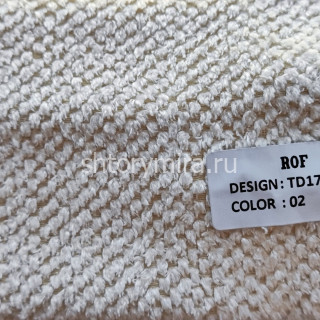 shtorymira.ru
ROF
DESIGN : TD17
COLOR : 02